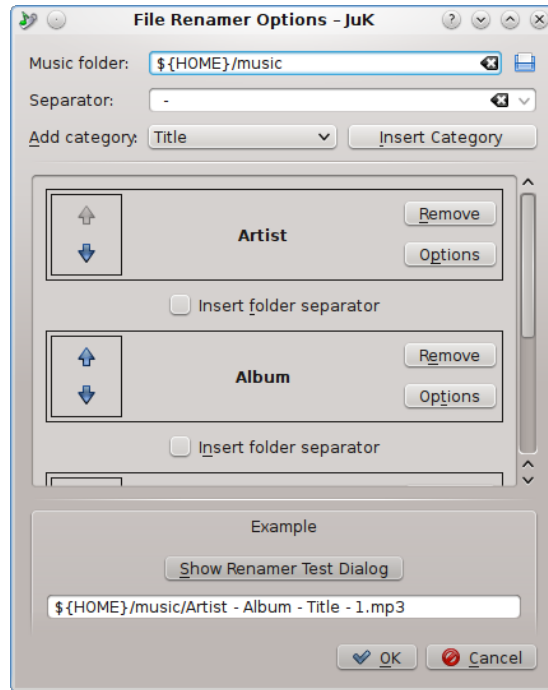 File Renamer Options – JuK
Music folder: ${HOME}/music
Separator: -
Add category: Title Insert Category
Remove
Artist
Options
Insert folder separator
Remove
Album
Options
Insert folder separator
Example
Show Renamer Test Dialog
${HOME}/music/Artist - Album - Title - 1.mp3
OK Cancel